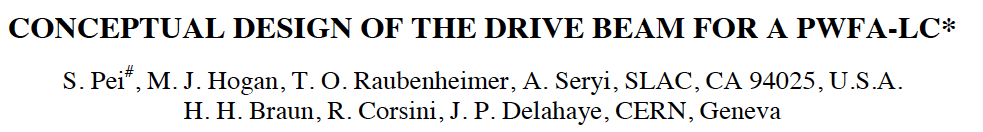 CONCEPTUAL DESIGN OF THE DRIVE BEAM FOR A PWFA-LC*
S. Pei#, M. J. Hogan, T. O. Raubenheimer, A. Seryi, SLAC, CA 94025, U.S.A.
H. H. Braun, R. Corsini, J. P. Delahaye, CERN, Geneva